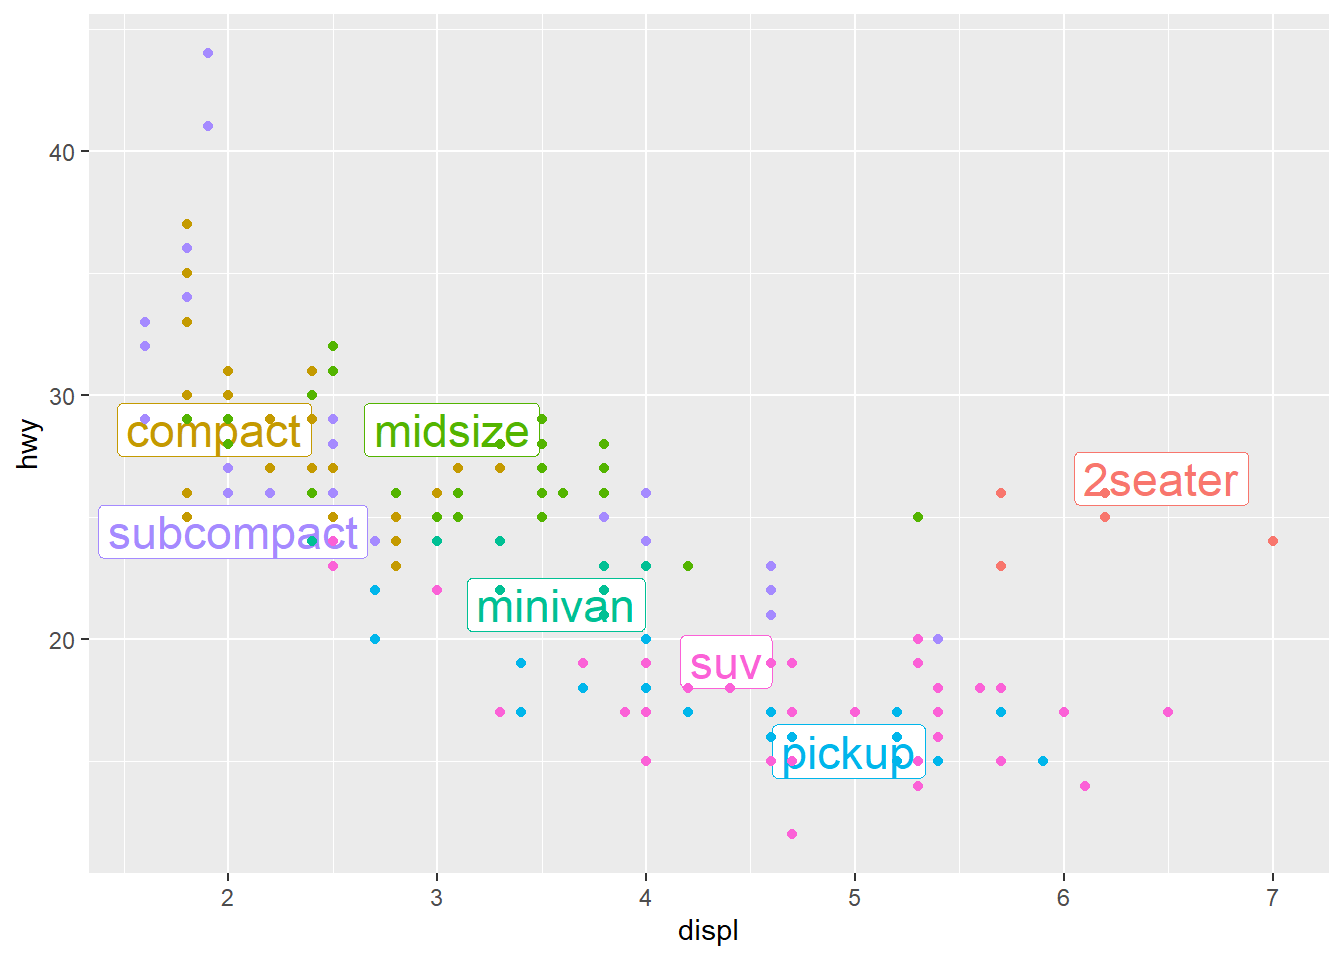 40
30
20
hwy
compact
midsize
2seater
subcompact
minivan
suv
pickup
2 3 4 5 6 7
displ